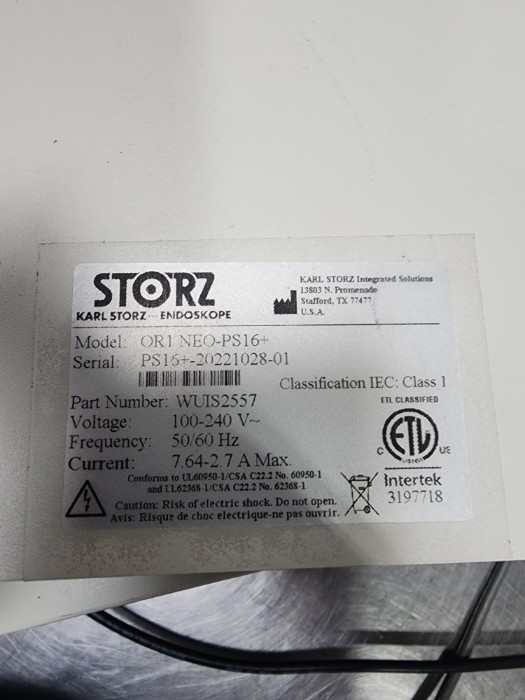 STORZ
KARL STORZ — ENDOSKOPE
KARL STORZ Integrated Solutions
13803 N. Promenade
Stafford, TX 77477
U.S.A.
Model: OR1 NEO-PS16+
Serial: PS16+-20221028-01
Classification IEC: Class 1
Part Number: WUIS2557
Voltage: 100-240 V~
Frequency: 50/60 Hz
Current: 7.64-2.7 A Max.
ETL CLASSIFIED
C ETL US
LISTED
Intertek
3197718
Conforms to UL60950-1/CSA C22.2 No. 60950-1
and UL62368-1/CSA C22.2 No. 62368-1
Caution: Risk of electric shock. Do not open.
Avis: Risque de choc electrique-ne pas ouvrir.